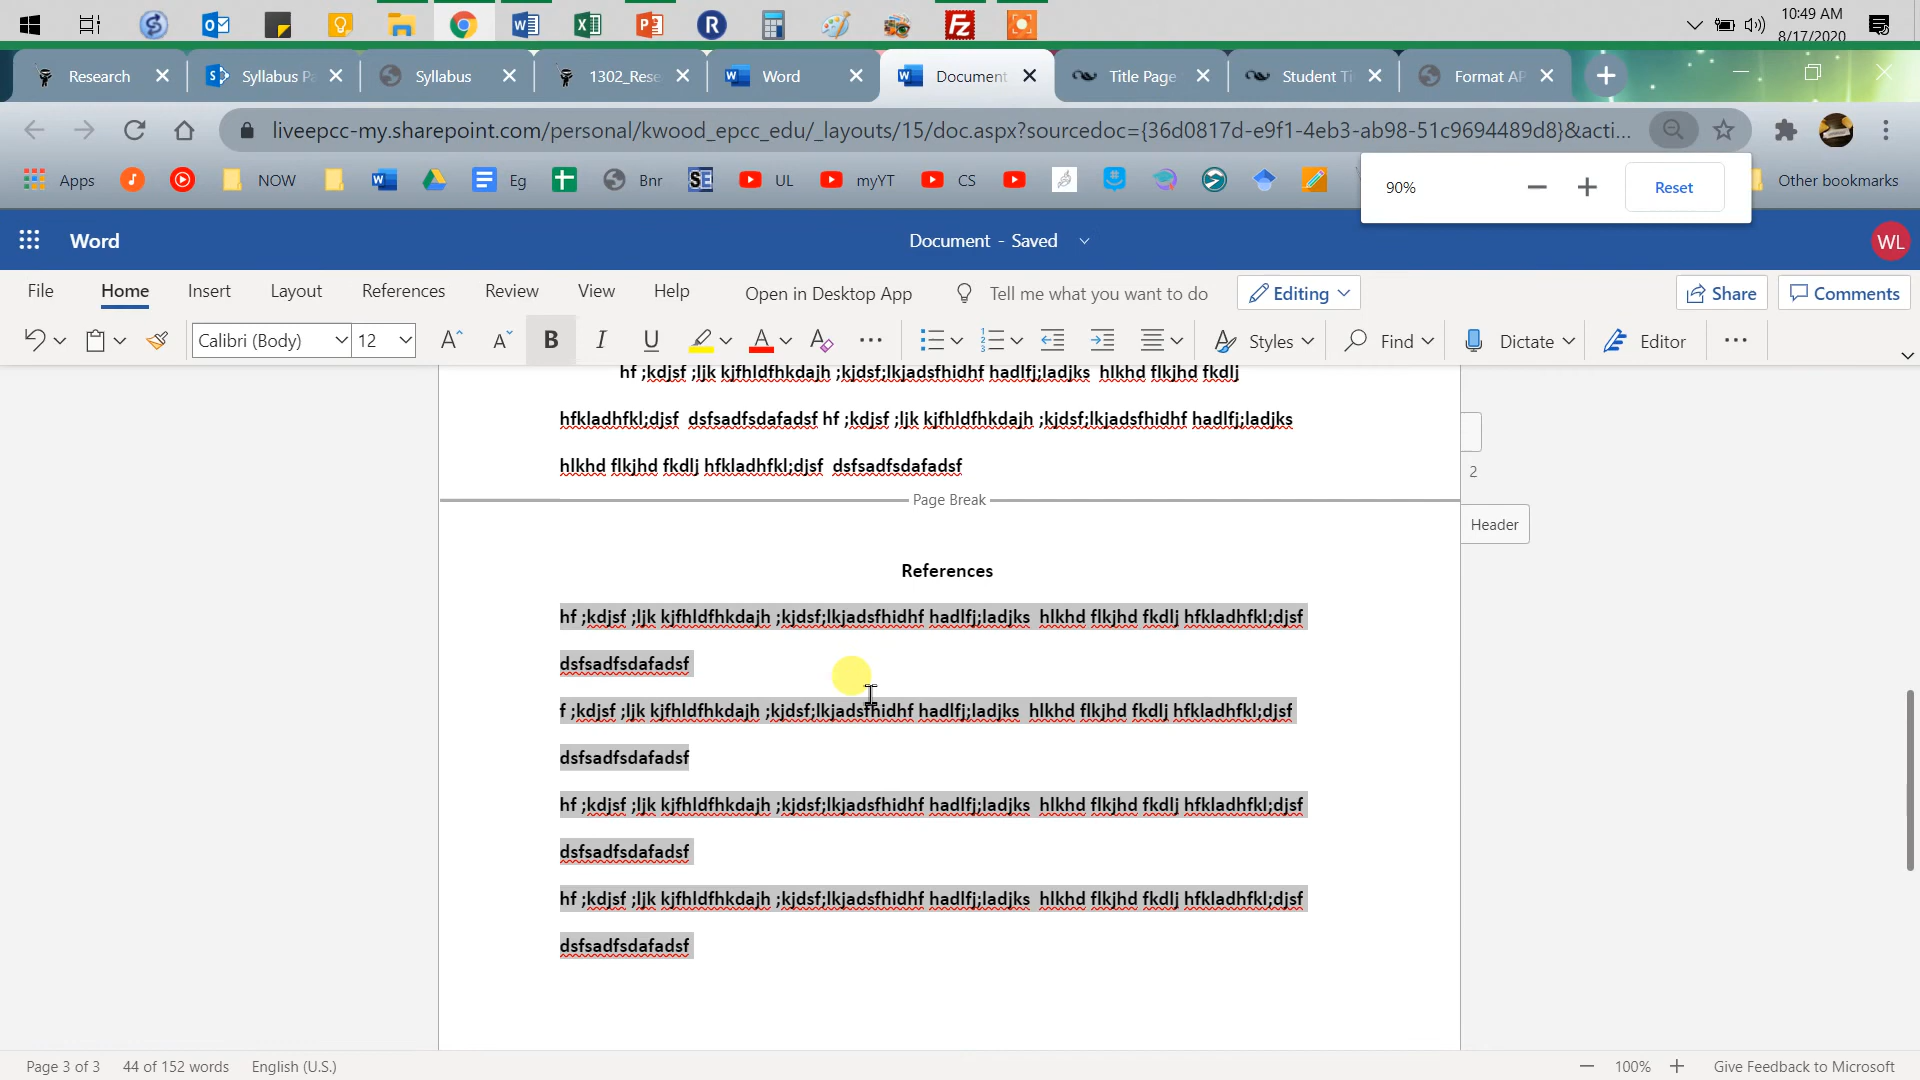 10:49 AM
8/17/2020
Research
Syllabus Pa
Syllabus
1302_Rese
Word
Document
Title Page
Student Ti
Format AP
liveepcc-my.sharepoint.com/personal/kwood_epcc_edu/_layouts/15/doc.aspx?sourcedoc={36d0817d-e9f1-4eb3-ab98-51c9694489d8}&acti...
Apps NOW Eg Bnr SE UL myYT CS Other bookmarks
90% Reset
Word Document - Saved WL
File Home Insert Layout References Review View Help Open in Desktop App Tell me what you want to do Editing Share Comments
Calibri (Body) 12 B I U Styles Find Dictate Editor
hf ;kdjsf ;ljk kjfhldfhkdajh ;kjdsf;lkjadsfhidhf hadlfj;ladjks  hlkhd flkjhd fkdlj
hfkladhfkl;djsf  dsfsadfsdafadsf hf ;kdjsf ;ljk kjfhldfhkdajh ;kjdsf;lkjadsfhidhf hadlfj;ladjks
hlkhd flkjhd fkdlj hfkladhfkl;djsf  dsfsadfsdafadsf
2
Page Break
Header
References
hf ;kdjsf ;ljk kjfhldfhkdajh ;kjdsf;lkjadsfhidhf hadlfj;ladjks  hlkhd flkjhd fkdlj hfkladhfkl;djsf
dsfsadfsdafadsf
f ;kdjsf ;ljk kjfhldfhkdajh ;kjdsf;lkjadsfhidhf hadlfj;ladjks  hlkhd flkjhd fkdlj hfkladhfkl;djsf
dsfsadfsdafadsf
hf ;kdjsf ;ljk kjfhldfhkdajh ;kjdsf;lkjadsfhidhf hadlfj;ladjks  hlkhd flkjhd fkdlj hfkladhfkl;djsf
dsfsadfsdafadsf
hf ;kdjsf ;ljk kjfhldfhkdajh ;kjdsf;lkjadsfhidhf hadlfj;ladjks  hlkhd flkjhd fkdlj hfkladhfkl;djsf
dsfsadfsdafadsf
Page 3 of 3 44 of 152 words English (U.S.) 100% Give Feedback to Microsoft